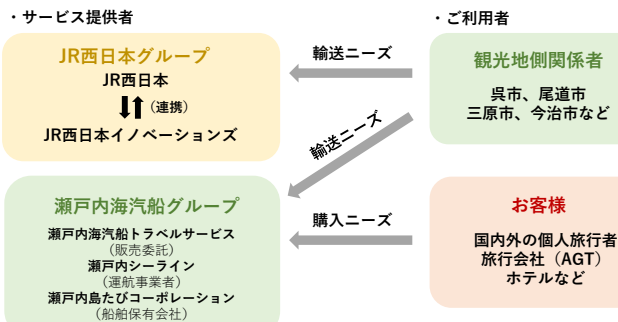 ・サービス提供者
JR西日本グループ
JR西日本
（連携）
JR西日本イノベーションズ
瀬戸内海汽船グループ
瀬戸内海汽船トラベルサービス
（販売委託）
瀬戸内シーライン
（運航事業者）
瀬戸内島たびコーポレーション
（船舶保有会社）
輸送ニーズ
輸送ニーズ
購入ニーズ
・ご利用者
観光地側関係者
呉市、尾道市
三原市、今治市など
お客様
国内外の個人旅行者
旅行会社（AGT）
ホテルなど